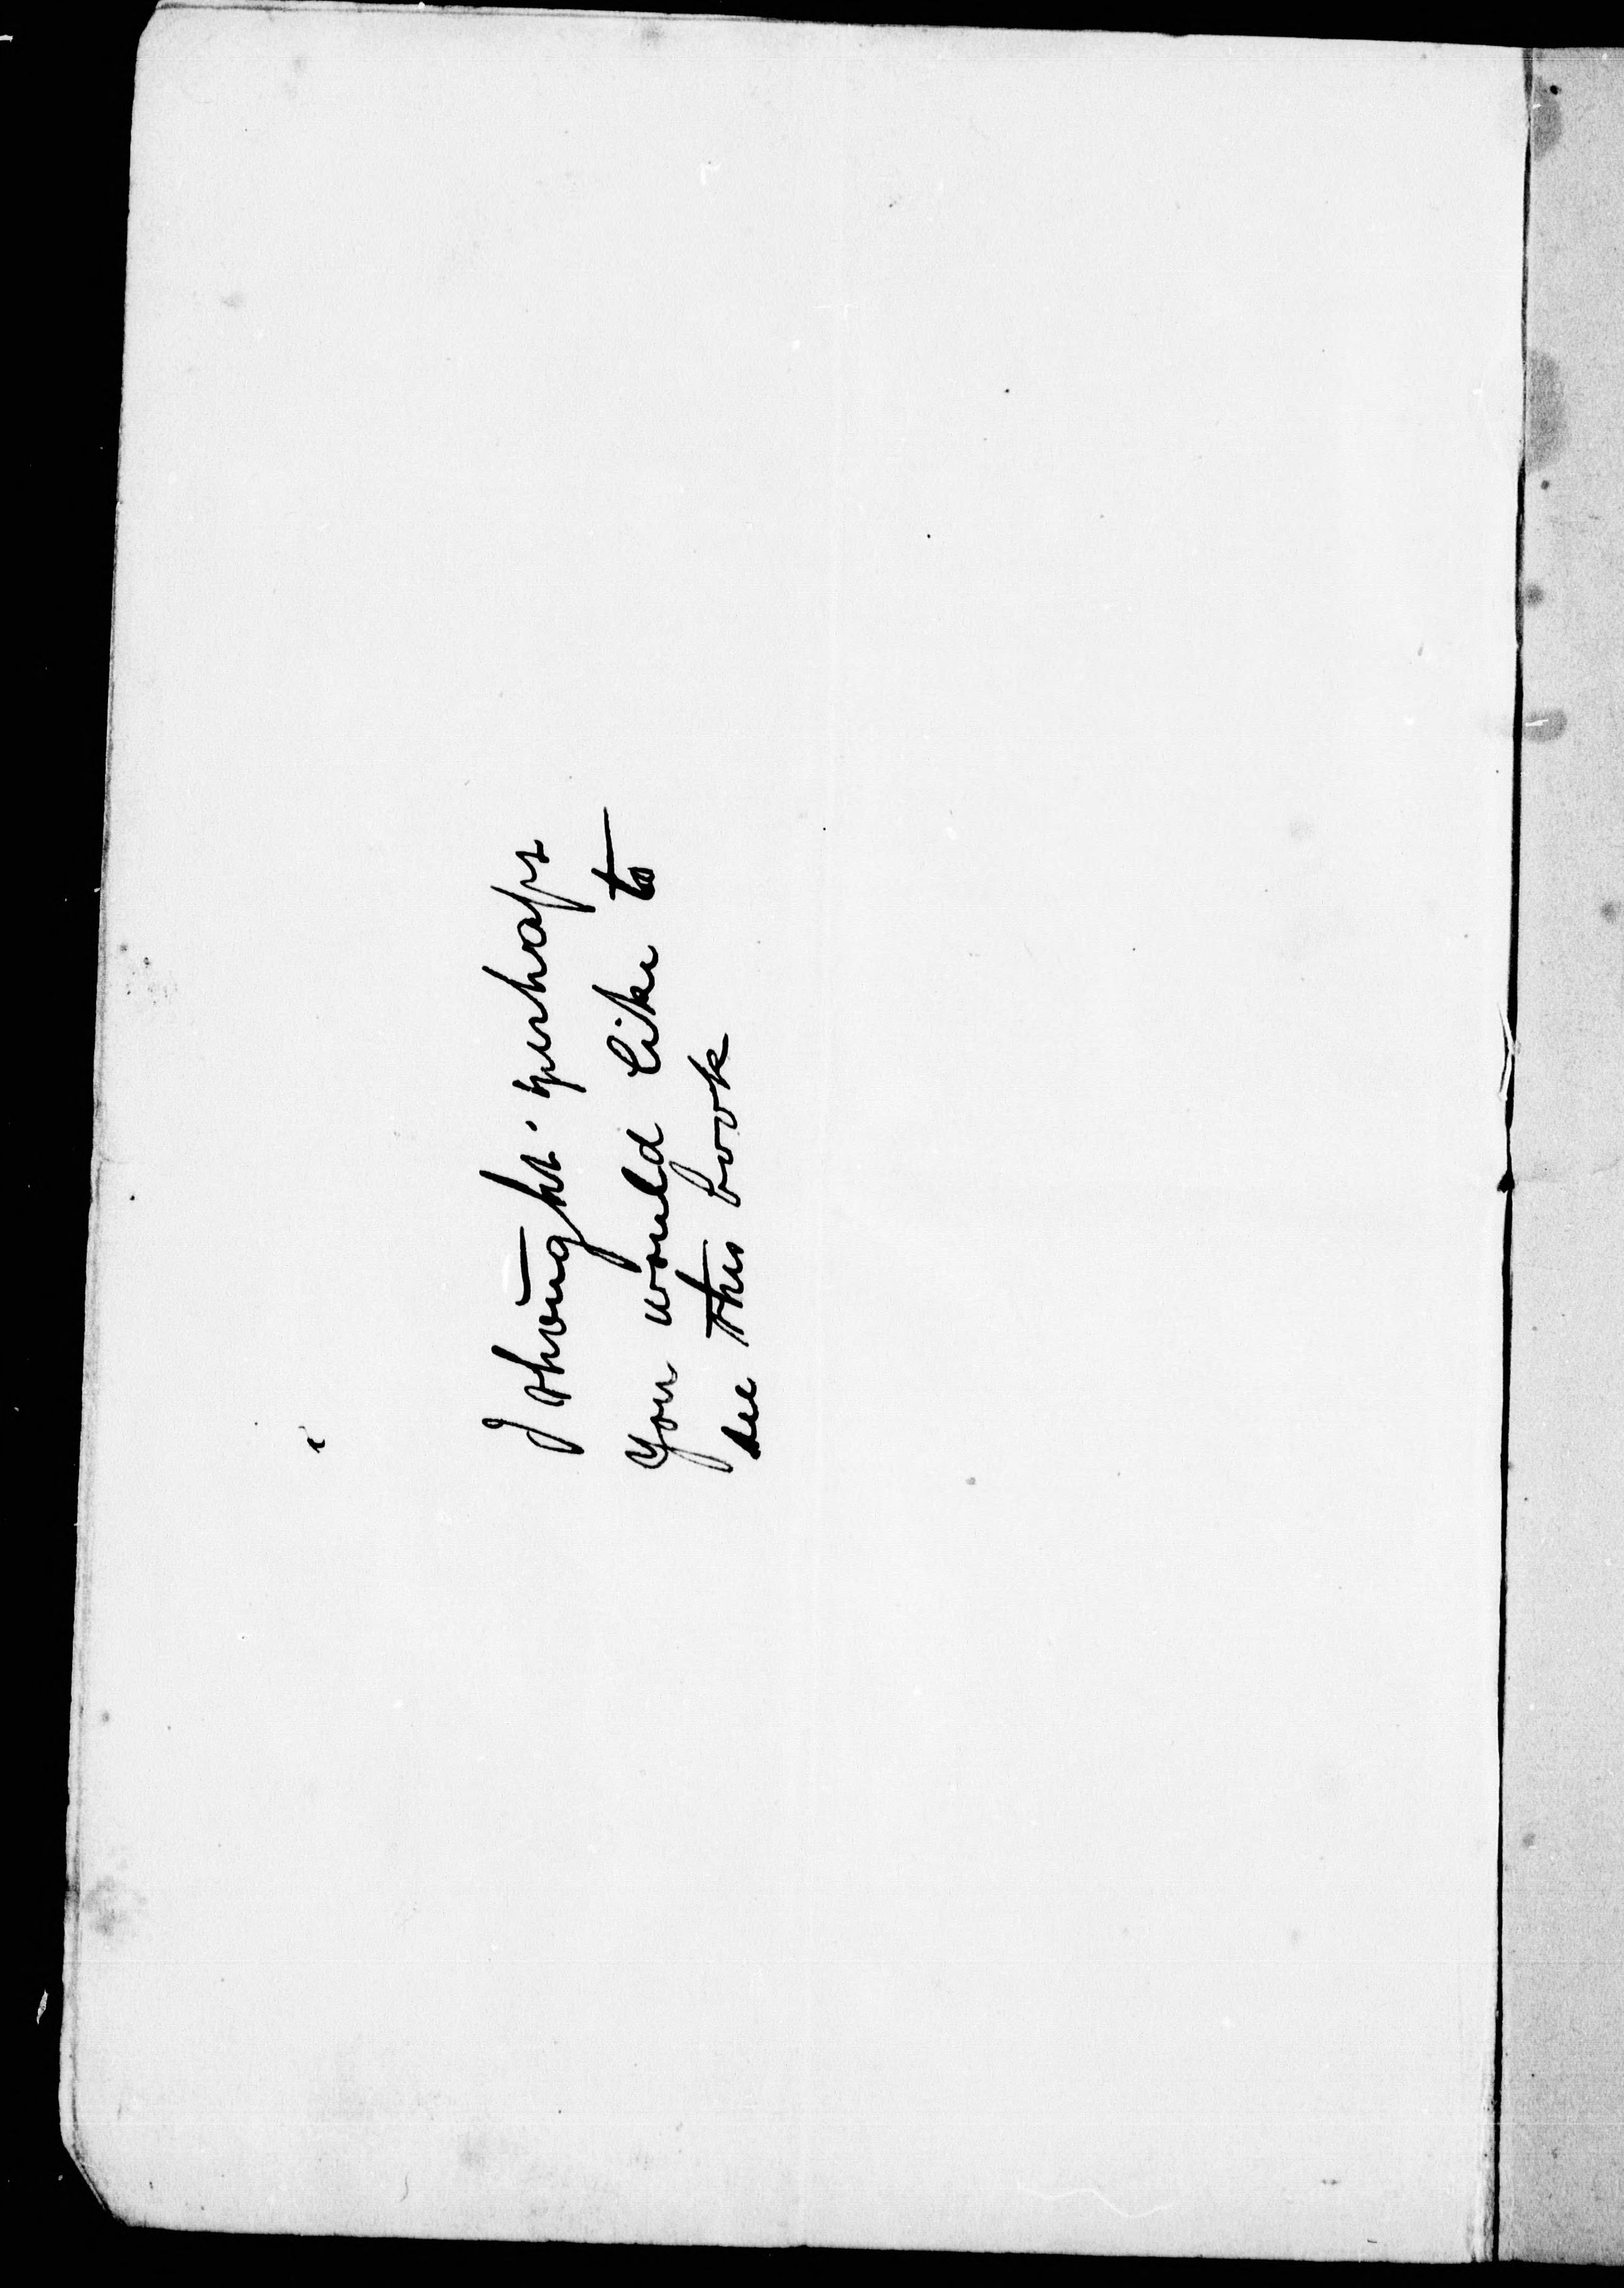 I thought perhaps
you would like to
see this book